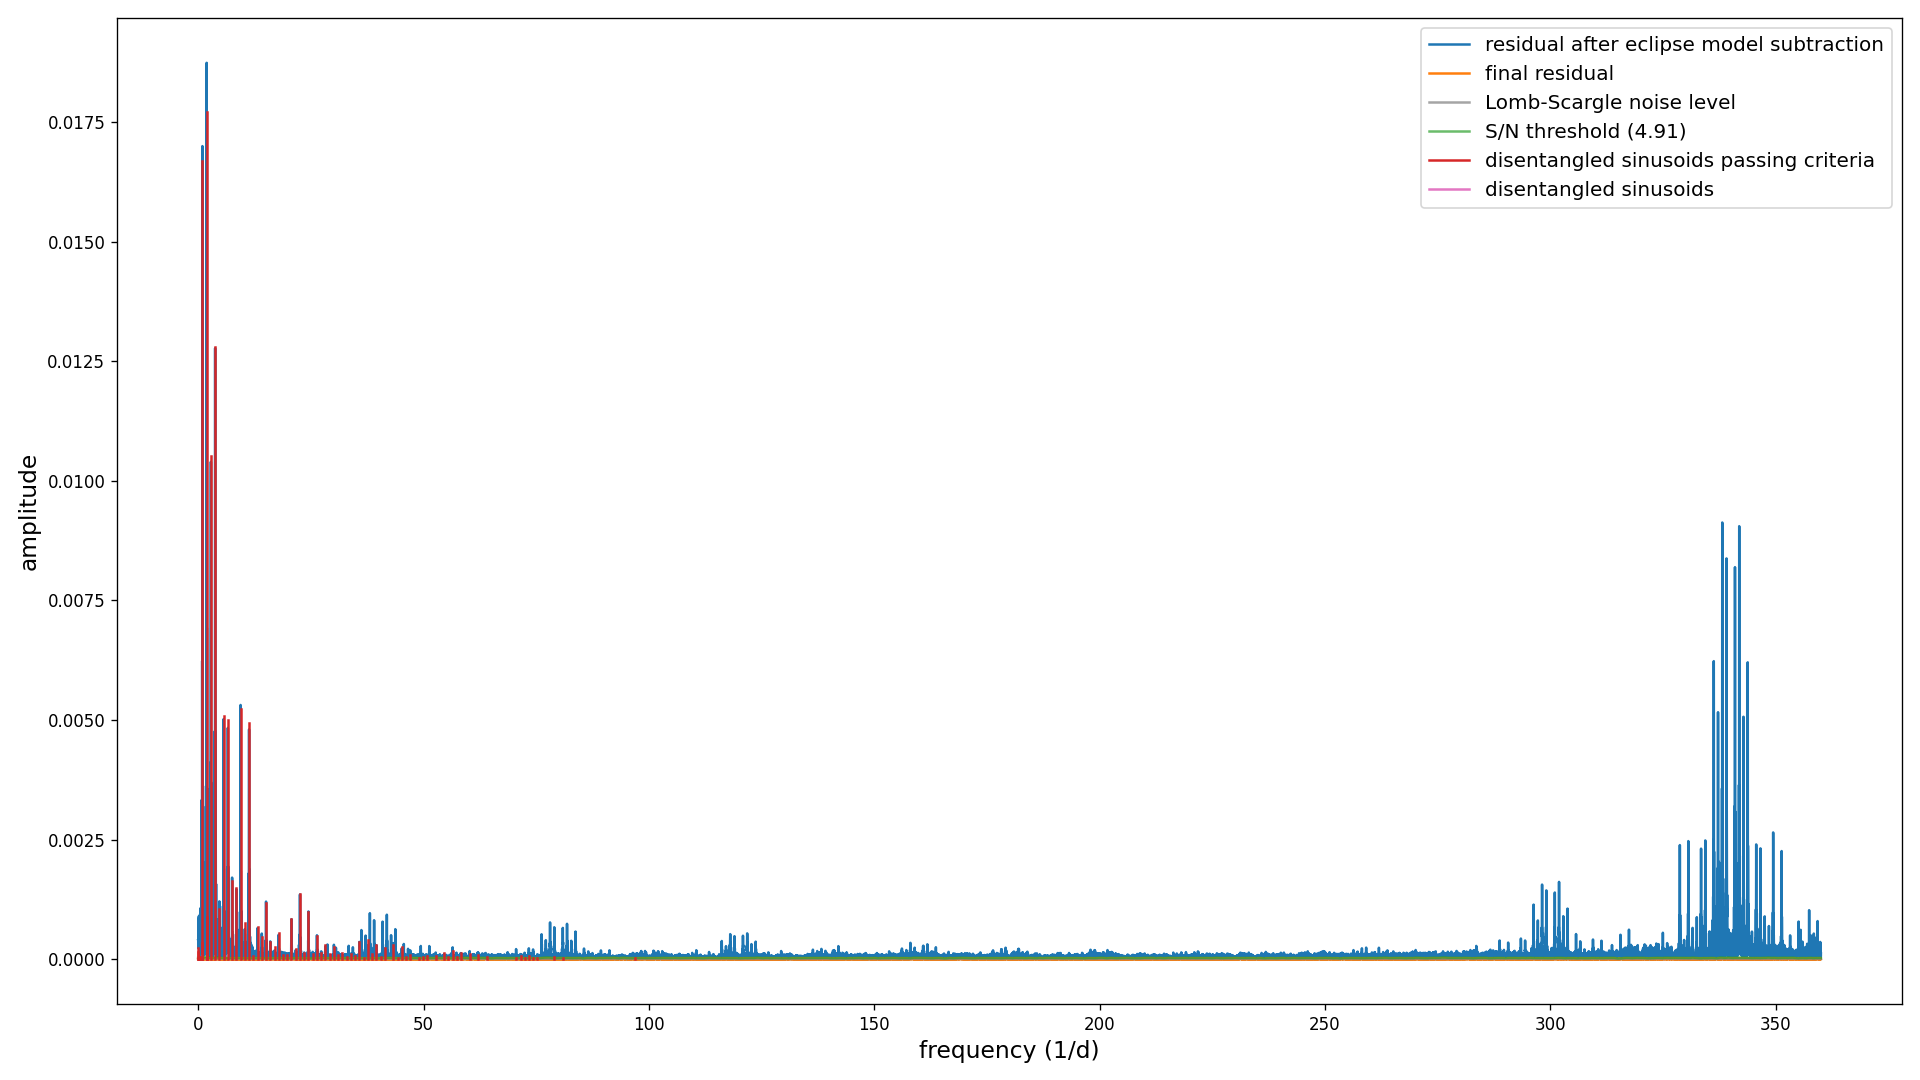 residual after eclipse model subtraction
final residual
Lomb-Scargle noise level
S/N threshold (4.91)
disentangled sinusoids passing criteria
disentangled sinusoids
0.0175
0.0150
0.0125
0.0100
0.0075
0.0050
0.0025
0.0000
amplitude
0 50 100 150 200 250 300 350
frequency (1/d)